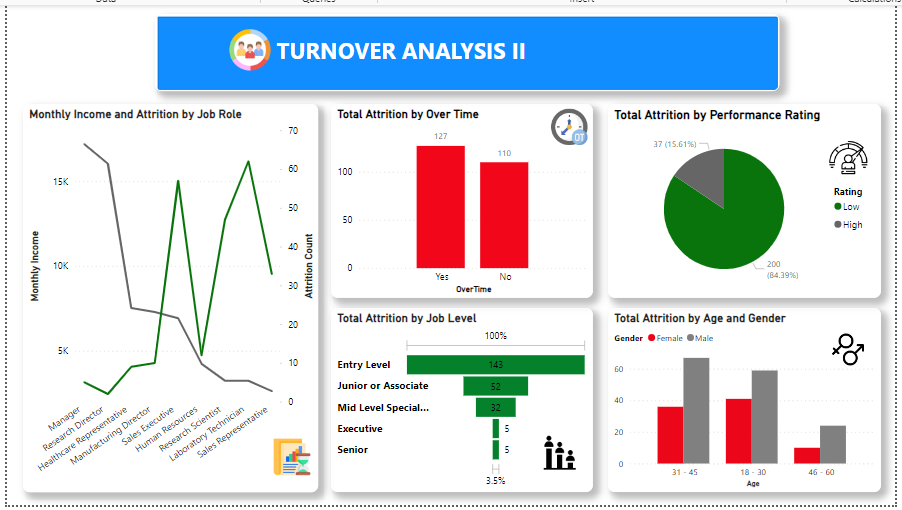 Data
Queries
Insert
Calculations
TURNOVER ANALYSIS II
Monthly Income and Attrition by Job Role
70
60
50
40
30
20
10
0
15K
10K
5K
Monthly Income
Attrition Count
Manager
Research Director
Healthcare Representative
Manufacturing Director
Sales Executive
Human Resources
Research Scientist
Laboratory Technician
Sales Representative
Total Attrition by Over Time
OT
127
110
100
50
0
Yes
No
OverTime
Total Attrition by Performance Rating
37 (15.61%)
200
(84.39%)
Rating
Low
High
Total Attrition by Job Level
100%
Entry Level
143
Junior or Associate
52
Mid Level Special...
32
Executive
5
Senior
5
3.5%
Total Attrition by Age and Gender
Gender Female Male
60
40
20
0
31 - 45
18 - 30
46 - 60
Age